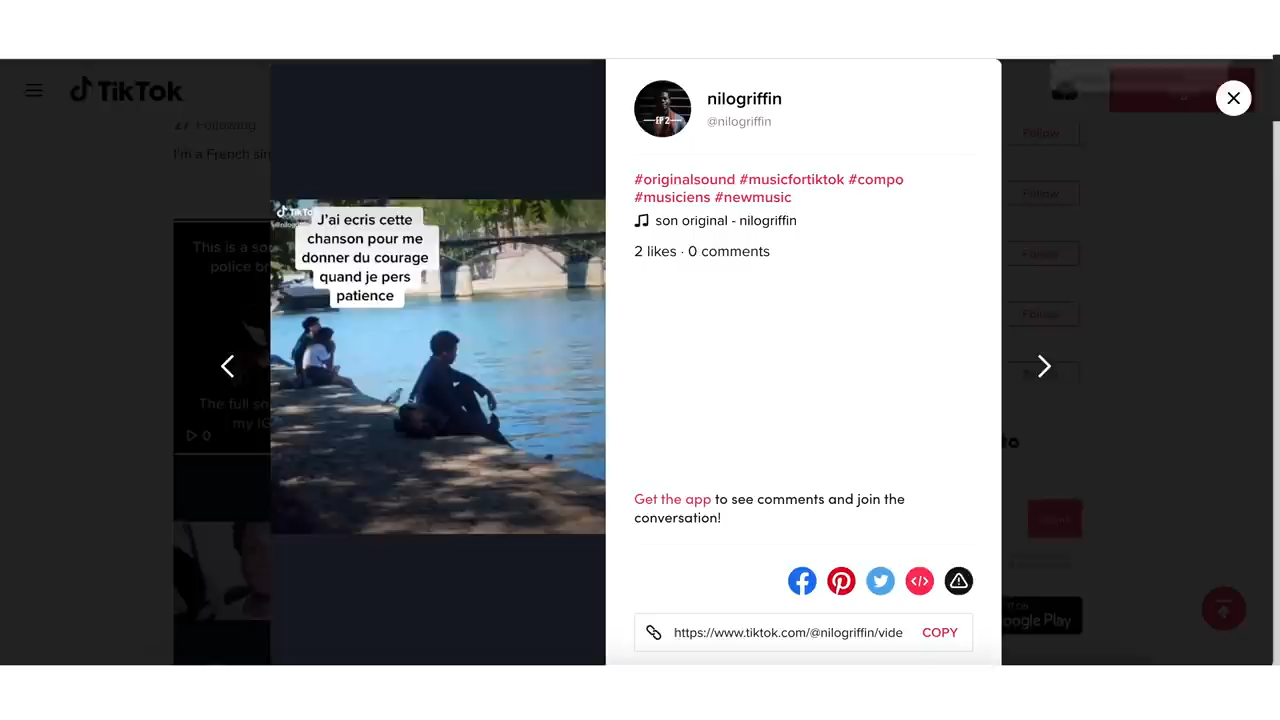 TikTok
27 Following
I'm a French sin
This is a so
police b
The full so
my IG
0
TikTo
J'ai ecris cette
chanson pour me
donner du courage
quand je pers
patience
nilogriffin
@nilogriffin
#originalsound #musicfortiktok #compo
#musiciens #newmusic
son original - nilogriffin
2 likes · 0 comments
Get the app to see comments and join the
conversation!
https://www.tiktok.com/@nilogriffin/vide
COPY
Follow
Follow
Follow
Follow
oogle Play